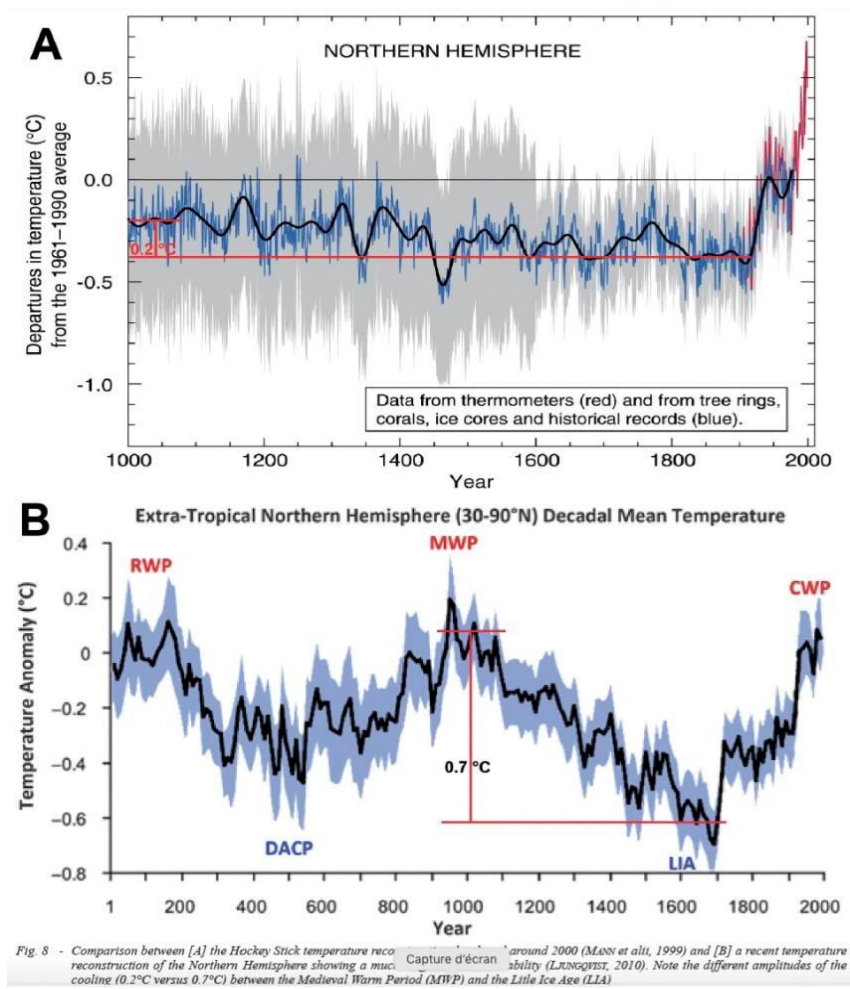 A
NORTHERN HEMISPHERE
Departures in temperature (°C)
from the 1961–1990 average
0.5
0.0
-0.5
-1.0
0.2 °C
Data from thermometers (red) and from tree rings,
corals, ice cores and historical records (blue).
1000 1200 1400 1600 1800 2000
Year
B
Extra-Tropical Northern Hemisphere (30-90°N) Decadal Mean Temperature
Temperature Anomaly (°C)
0.4
0.2
0
−0.2
−0.4
−0.6
−0.8
RWP
MWP
CWP
0.7 °C
DACP
LIA
1 200 400 600 800 1000 1200 1400 1600 1800 2000
Year
Fig. 8 - Comparison between [A] the Hockey Stick temperature around 2000 (MANN et alii, 1999) and [B] a recent temperature
reconstruction of the Northern Hemisphere showing a (LJUNGQVIST, 2010). Note the different amplitudes of the
cooling (0.2°C versus 0.7°C) between the Medieval Warm Period (MWP) and the Litle Ice Age (LIA)
Capture d'écran